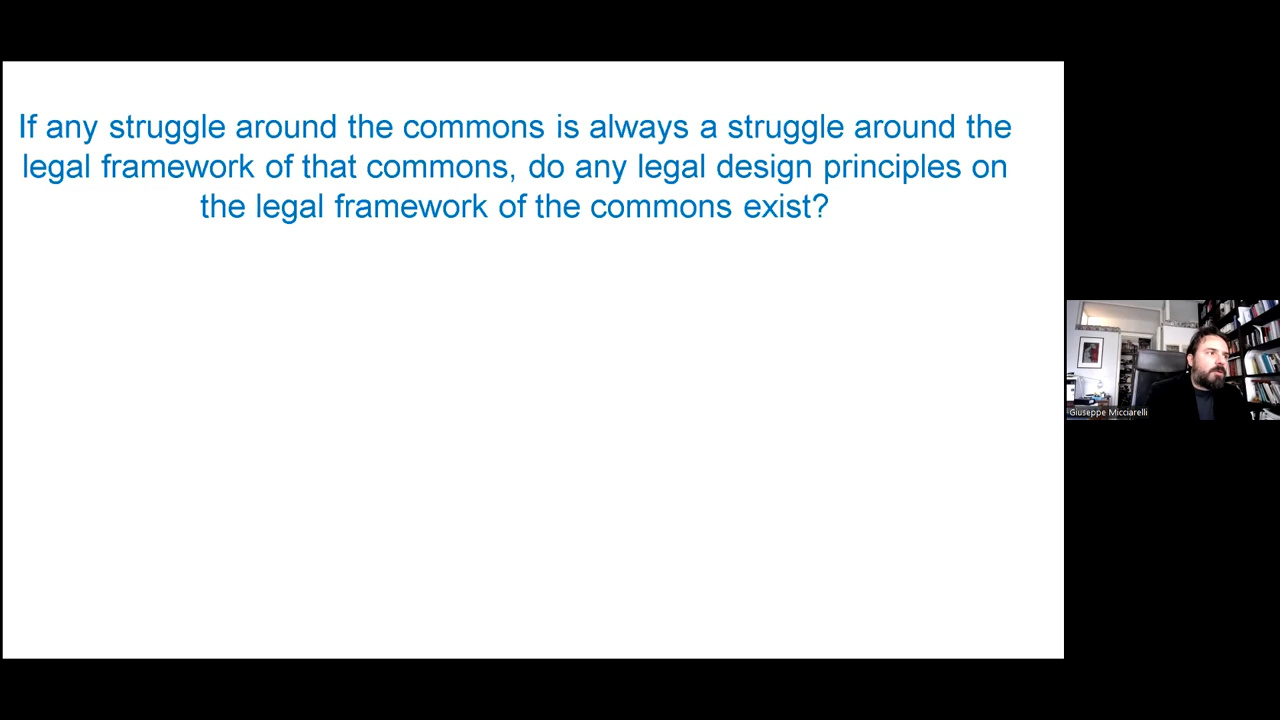 If any struggle around the commons is always a struggle around the
legal framework of that commons, do any legal design principles on
the legal framework of the commons exist?
Giuseppe Micciarelli